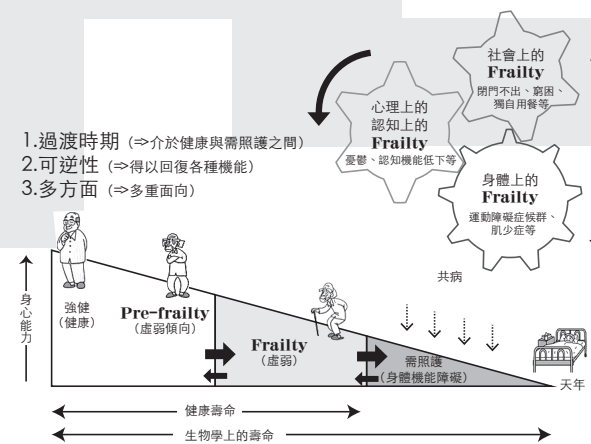 社會上的
Frailty
閉門不出、窮困、
獨自用餐等
心理上的
認知上的
Frailty
憂鬱、認知機能低下等
身體上的
Frailty
運動障礙症候群、
肌少症等
1.過渡時期（=>介於健康與需照護之間）
2.可逆性（=>得以回復各種機能）
3.多方面（=>多重面向）
共病
身心能力
強健
（健康）
Pre-frailty
（虛弱傾向）
Frailty
（虛弱）
需照護
（身體機能障礙）
天年
健康壽命
生物學上的壽命